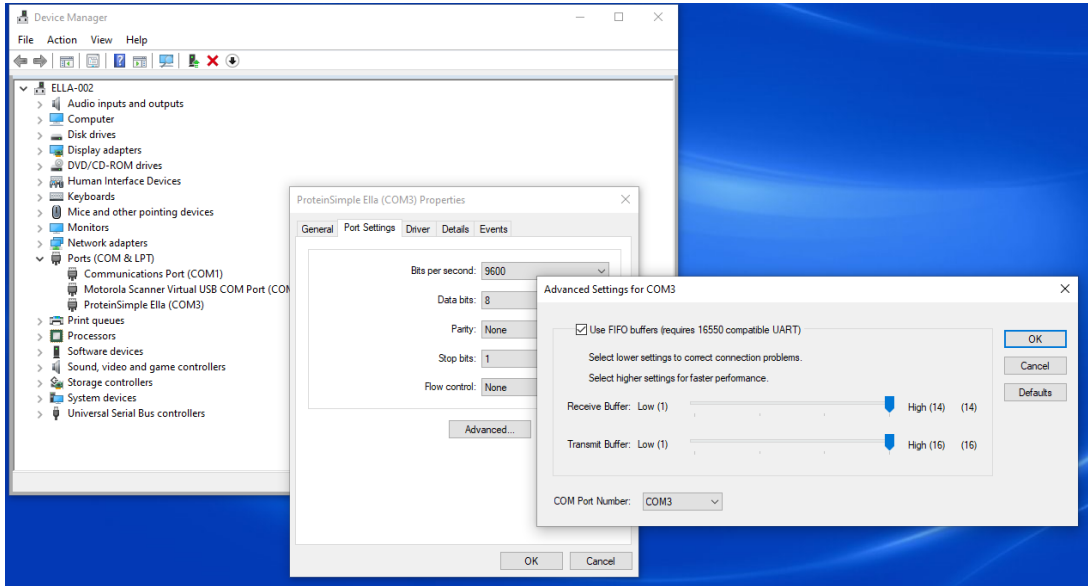 Device Manager
File Action View Help
ELLA-002
Audio inputs and outputs
Computer
Disk drives
Display adapters
DVD/CD-ROM drives
Human Interface Devices
Keyboards
Mice and other pointing devices
Monitors
Network adapters
Ports (COM & LPT)
Communications Port (COM1)
Motorola Scanner Virtual USB COM Port (COM
ProteinSimple Ella (COM3)
Print queues
Processors
Software devices
Sound, video and game controllers
Storage controllers
System devices
Universal Serial Bus controllers
ProteinSimple Ella (COM3) Properties
General Port Settings Driver Details Events
Bits per second: 9600
Data bits: 8
Parity: None
Stop bits: 1
Flow control: None
Advanced...
OK Cancel
Advanced Settings for COM3
Use FIFO buffers (requires 16550 compatible UART)
Select lower settings to correct connection problems.
Select higher settings for faster performance.
Receive Buffer: Low (1) High (14) (14)
Transmit Buffer: Low (1) High (16) (16)
COM Port Number: COM3
OK
Cancel
Defaults